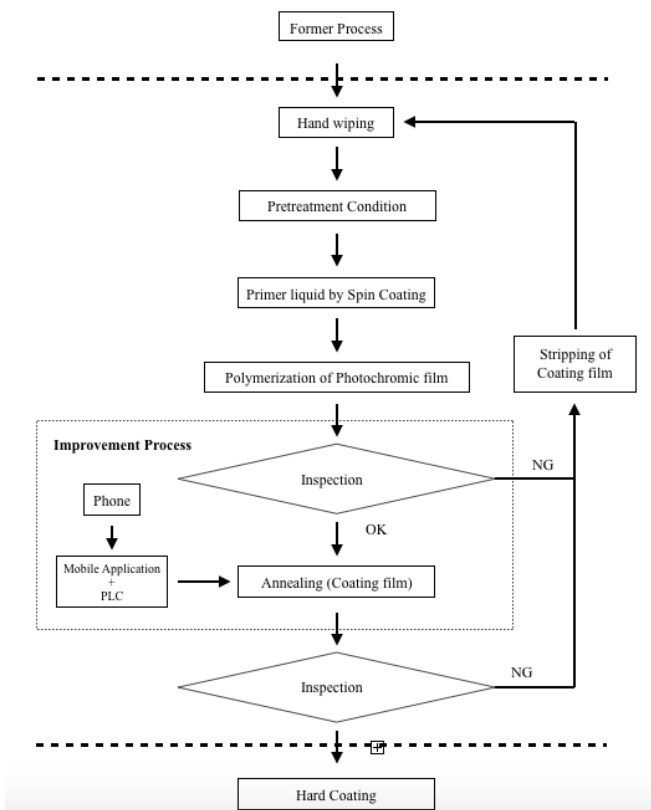 Former Process
Hand wiping
Pretreatment Condition
Primer liquid by Spin Coating
Stripping of
Coating film
Polymerization of Photochromic film
Improvement Process
Inspection
NG
Phone
OK
Mobile Application
+
PLC
Annealing (Coating film)
Inspection
NG
Hard Coating